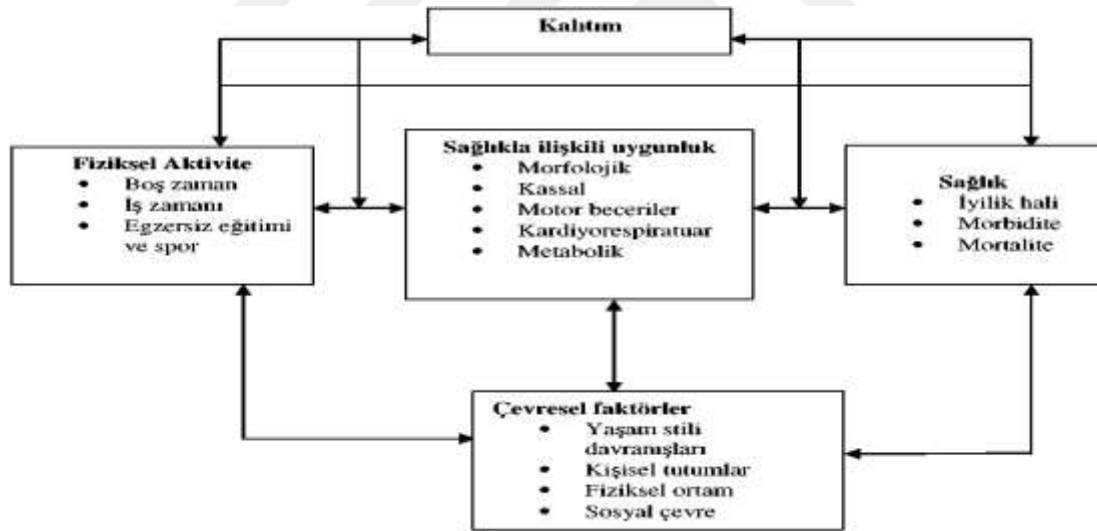 Kalıtım
Fiziksel Aktivite
• Boş zaman
• İş zamanı
• Egzersiz eğitimi
ve spor
Sağlıkla ilişkili uygunluk
• Morfolojik
• Kassal
• Motor beceriler
• Kardiyorespiratuar
• Metabolik
Sağlık
• İyilik hali
• Morbidite
• Mortalite
Çevresel faktörler
• Yaşam stili
davranışları
• Kişisel tutumlar
• Fiziksel ortam
• Sosyal çevre